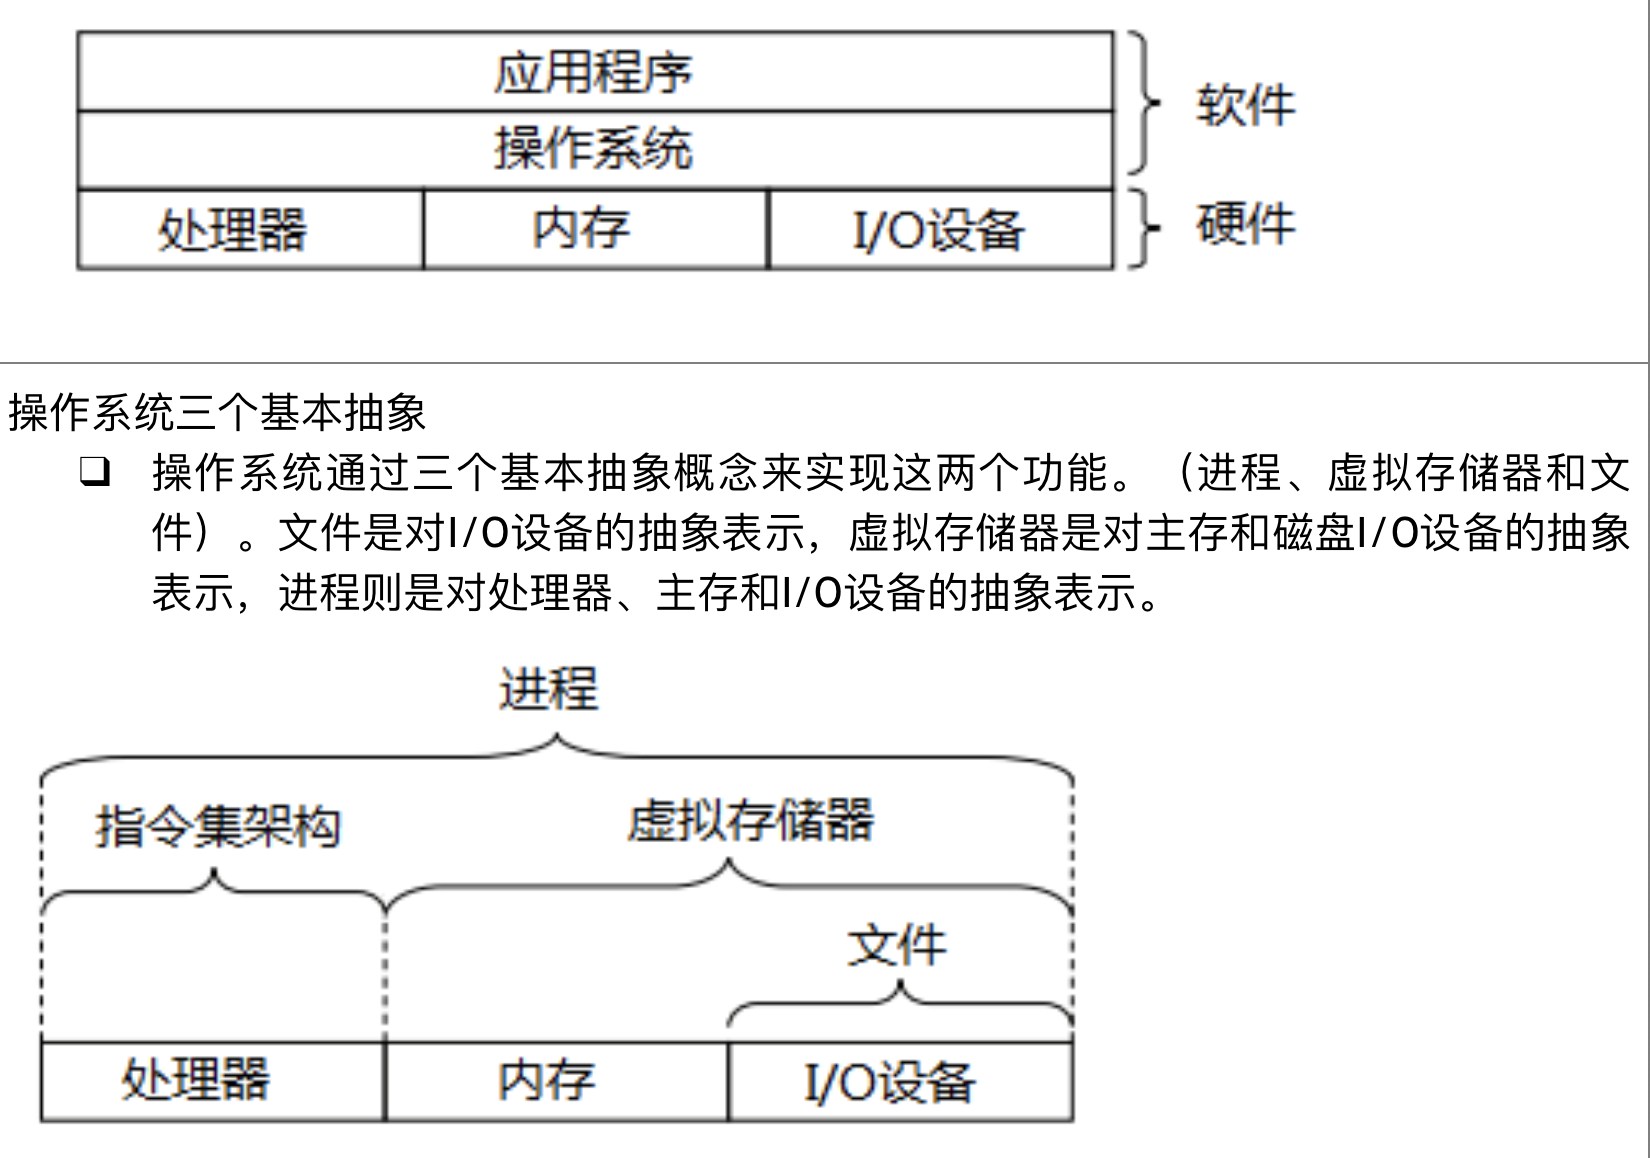 应用程序
操作系统
软件
处理器 内存 I/O设备
硬件
操作系统三个基本抽象
❑ 操作系统通过三个基本抽象概念来实现这两个功能。（进程、虚拟存储器和文
件）。文件是对I/O设备的抽象表示，虚拟存储器是对主存和磁盘I/O设备的抽象
表示，进程则是对处理器、主存和I/O设备的抽象表示。
进程
指令集架构 虚拟存储器
文件
处理器 内存 I/O设备